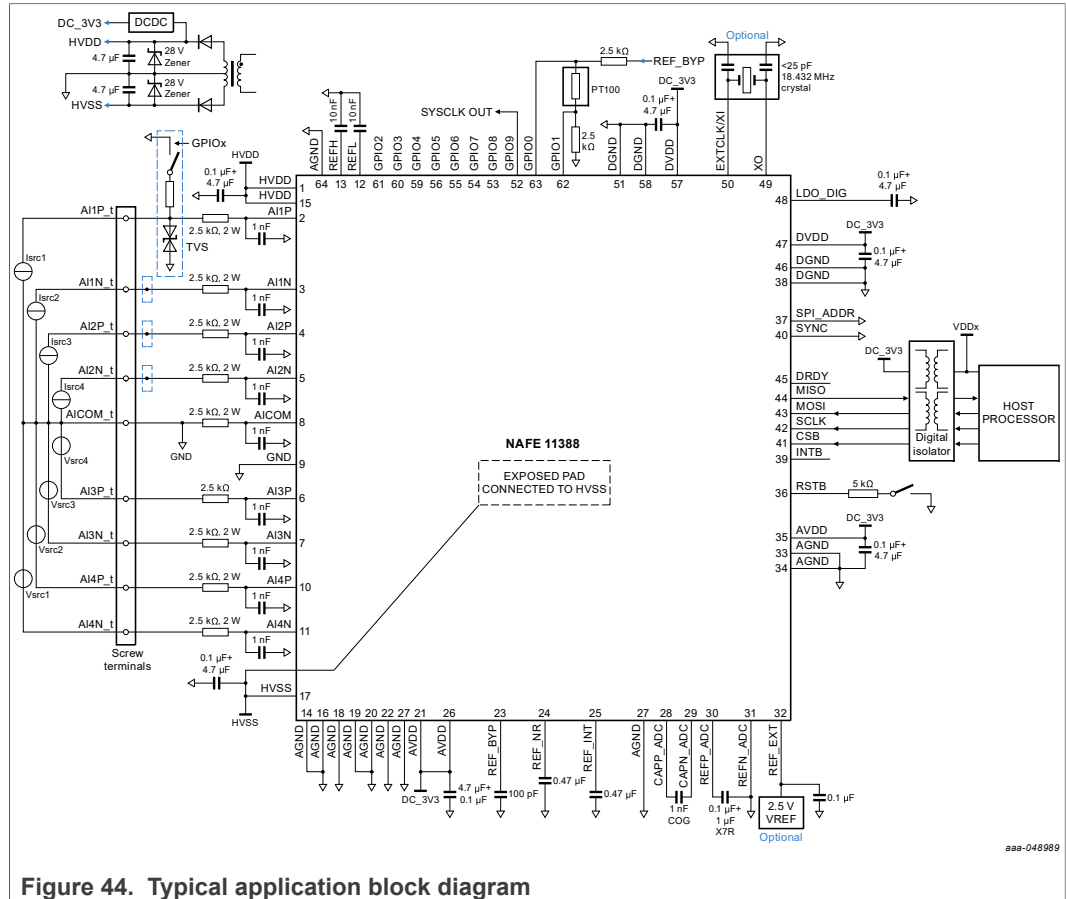 DC_3V3
DCDC
HVDD
4.7 µF
28 V
Zener
4.7 µF
28 V
Zener
HVSS
Optional
<25 pF
18.432 MHz
crystal
2.5 kΩ
REF_BYP
PT100
DC_3V3
0.1 µF+
4.7 µF
2.5
kΩ
SYSCLK OUT
10nF
10nF
GPIOx
HVDD
0.1 µF+
4.7 µF
AGND
REFH
REFL
GPIO2
GPIO3
GPIO4
GPIO5
GPIO6
GPIO7
GPIO8
GPIO9
GPIO0
GPIO1
DGND
DGND
DVDD
EXTCLK/XI
XO
64
13
12
61
60
59
56
55
54
53
52
63
62
51
58
57
50
49
HVDD
1
HVDD
15
AI1P_t
AI1P
2
2.5 kΩ, 2 W
1 nF
TVS
Isrc1
AI1N_t
2.5 kΩ, 2 W
AI1N
3
1 nF
Isrc2
AI2P_t
2.5 kΩ, 2 W
AI2P
4
1 nF
Isrc3
AI2N_t
2.5 kΩ, 2 W
AI2N
5
1 nF
Isrc4
AICOM_t
2.5 kΩ, 2 W
AICOM
8
1 nF
GND
GND
9
Vsrc4
AI3P_t
2.5 kΩ
AI3P
6
1 nF
Vsrc3
AI3N_t
2.5 kΩ, 2 W
AI3N
7
1 nF
Vsrc2
AI4P_t
2.5 kΩ, 2 W
AI4P
10
1 nF
Vsrc1
AI4N_t
2.5 kΩ, 2 W
AI4N
11
1 nF
Screw
terminals
0.1 µF+
4.7 µF
HVSS
17
HVSS
NAFE 11388
EXPOSED PAD
CONNECTED TO HVSS
48
LDO_DIG
0.1 µF+
4.7 µF
DC_3V3
47
DVDD
0.1 µF+
4.7 µF
46
DGND
38
DGND
37
SPI_ADDR
40
SYNC
VDDx
DC_3V3
45
DRDY
44
MISO
43
MOSI
42
SCLK
41
CSB
39
INTB
Digital
isolator
HOST
PROCESSOR
36
RSTB
5 kΩ
DC_3V3
35
AVDD
33
AGND
34
AGND
0.1 µF+
4.7 µF
14
16
18
19
20
22
27
21
26
23
24
25
27
28
29
30
31
32
AGND
AGND
AGND
AGND
AGND
AGND
AGND
AVDD
AVDD
REF_BYP
REF_NR
REF_INT
AGND
CAPP_ADC
CAPN_ADC
REFP_ADC
REFN_ADC
REF_EXT
DC_3V3
4.7 µF+
0.1 µF
100 pF
0.47 µF
0.47 µF
1 nF
COG
0.1 µF+
1 µF
X7R
2.5 V
VREF
Optional
0.1 µF
aaa-048989
Figure 44. Typical application block diagram